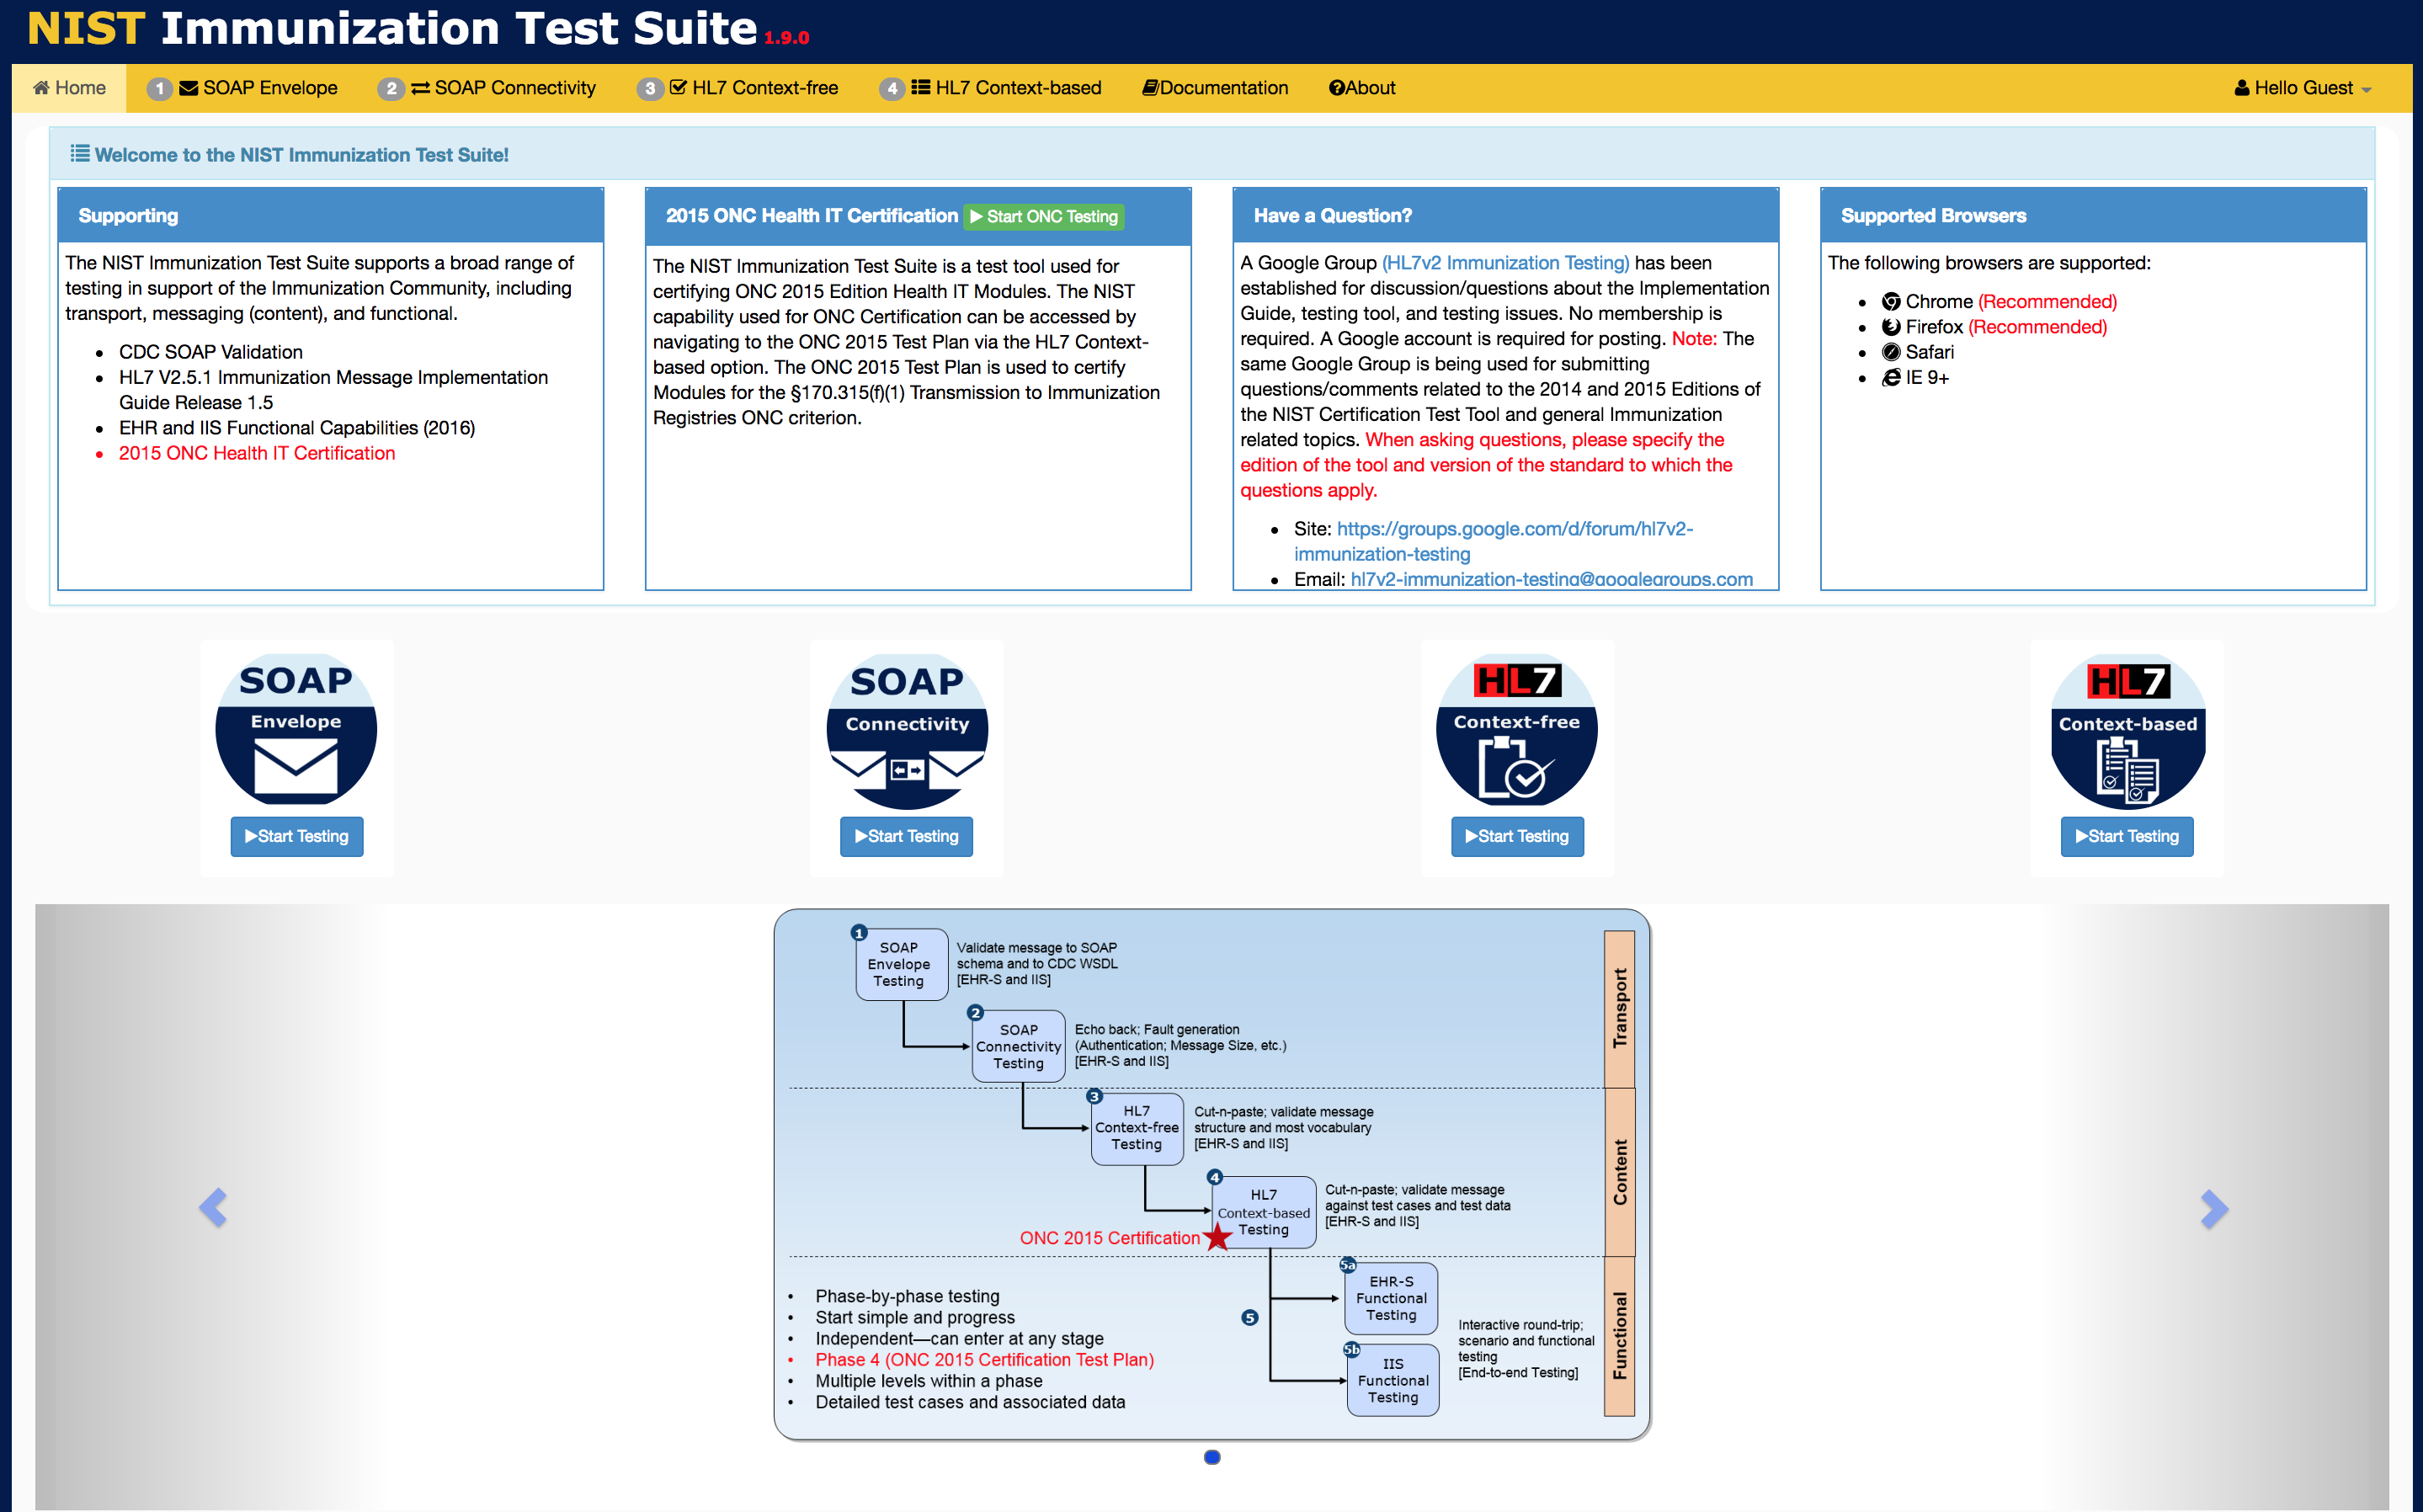 NIST Immunization Test Suite 1.9.0
Home 1 SOAP Envelope 2 SOAP Connectivity 3 HL7 Context-free 4 HL7 Context-based Documentation About Hello Guest
Welcome to the NIST Immunization Test Suite!
Supporting
The NIST Immunization Test Suite supports a broad range of
testing in support of the Immunization Community, including
transport, messaging (content), and functional.
• CDC SOAP Validation
• HL7 V2.5.1 Immunization Message Implementation
Guide Release 1.5
• EHR and IIS Functional Capabilities (2016)
• 2015 ONC Health IT Certification
2015 ONC Health IT Certification Start ONC Testing
The NIST Immunization Test Suite is a test tool used for
certifying ONC 2015 Edition Health IT Modules. The NIST
capability used for ONC Certification can be accessed by
navigating to the ONC 2015 Test Plan via the HL7 Context-
based option. The ONC 2015 Test Plan is used to certify
Modules for the §170.315(f)(1) Transmission to Immunization
Registries ONC criterion.
Have a Question?
A Google Group (HL7v2 Immunization Testing) has been
established for discussion/questions about the Implementation
Guide, testing tool, and testing issues. No membership is
required. A Google account is required for posting. Note: The
same Google Group is being used for submitting
questions/comments related to the 2014 and 2015 Editions of
the NIST Certification Test Tool and general Immunization
related topics. When asking questions, please specify the
edition of the tool and version of the standard to which the
questions apply.
• Site: https://groups.google.com/d/forum/hl7v2-
immunization-testing
• Email: hl7v2-immunization-testing@googlegroups.com
Supported Browsers
The following browsers are supported:
• Chrome (Recommended)
• Firefox (Recommended)
• Safari
• IE 9+
SOAP
Envelope
Start Testing
SOAP
Connectivity
Start Testing
HL7
Context-free
Start Testing
HL7
Context-based
Start Testing
1
SOAP
Envelope
Testing
Validate message to SOAP
schema and to CDC WSDL
[EHR-S and IIS]
2
SOAP
Connectivity
Testing
Echo back; Fault generation
(Authentication; Message Size, etc.)
[EHR-S and IIS]
Transport
3
HL7
Context-free
Testing
Cut-n-paste; validate message
structure and most vocabulary
[EHR-S and IIS]
4
HL7
Context-based
Testing
Cut-n-paste; validate message
against test cases and test data
[EHR-S and IIS]
ONC 2015 Certification
Content
5
5a
EHR-S
Functional
Testing
5b
IIS
Functional
Testing
Interactive round-trip;
scenario and functional
testing
[End-to-end Testing]
Functional
• Phase-by-phase testing
• Start simple and progress
• Independent—can enter at any stage
• Phase 4 (ONC 2015 Certification Test Plan)
• Multiple levels within a phase
• Detailed test cases and associated data